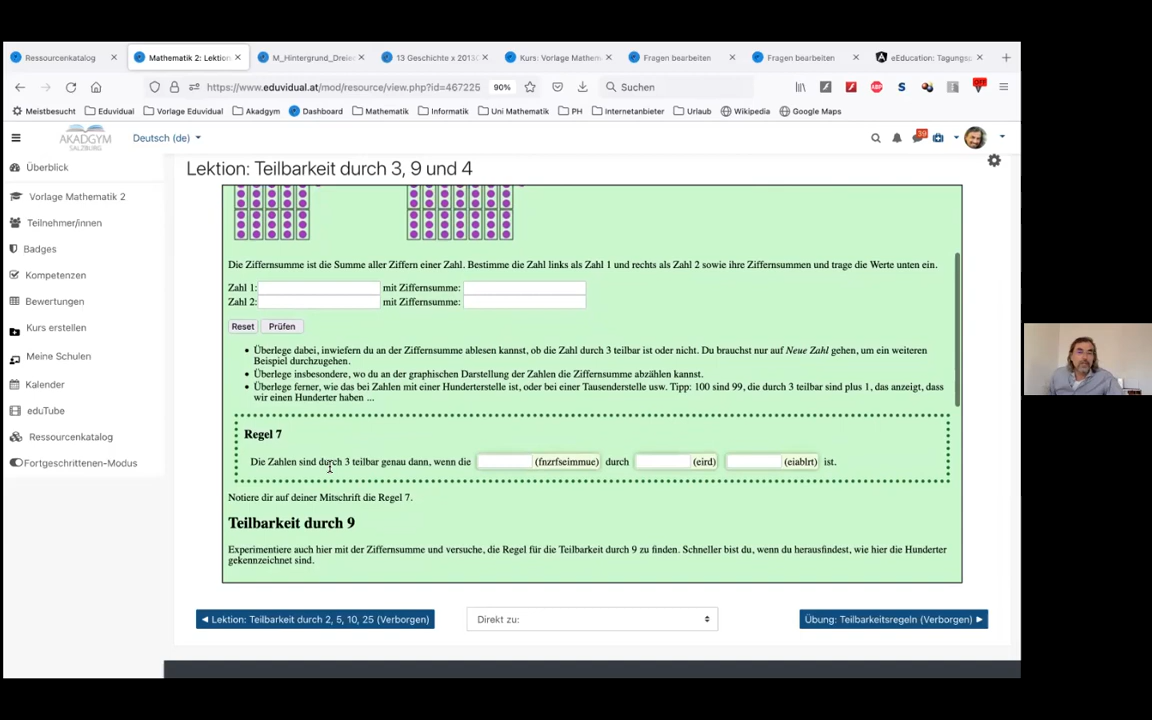 Ressourcenkatalog
Mathematik 2: Lektion
M_Hintergrund_Dreie
13 Geschichte x 2013
Kurs: Vorlage Mathem
Fragen bearbeiten
Fragen bearbeiten
eEducation: Tagungs
https://www.eduvidual.at/mod/resource/view.php?id=467225
90%
Suchen
OFF
ABP
Meistbesucht
Eduvidual
Vorlage Eduvidual
Akadgym
Dashboard
Mathematik
Informatik
Uni Mathematik
PH
Internetanbieter
Urlaub
Wikipedia
Google Maps
AKADGYM
SALZBURG
Deutsch (de)
39
Überblick
Vorlage Mathematik 2
Teilnehmer/innen
Badges
Kompetenzen
Bewertungen
Kurs erstellen
Meine Schulen
Kalender
eduTube
Ressourcenkatalog
Fortgeschrittenen-Modus
Lektion: Teilbarkeit durch 3, 9 und 4
Die Ziffernsumme ist die Summe aller Ziffern einer Zahl. Bestimme die Zahl links als Zahl 1 und rechts als Zahl 2 sowie ihre Ziffernsummen und trage die Werte unten ein.
Zahl 1: mit Ziffernsumme:
Zahl 2: mit Ziffernsumme:
Reset Prüfen
• Überlege dabei, inwiefern du an der Ziffernsumme ablesen kannst, ob die Zahl durch 3 teilbar ist oder nicht. Du brauchst nur auf Neue Zahl gehen, um ein weiteren
Beispiel durchzugehen.
• Überlege insbesondere, wo du an der graphischen Darstellung der Zahlen die Ziffernsumme abzählen kannst.
• Überlege ferner, wie das bei Zahlen mit einer Hunderterstelle ist, oder bei einer Tausenderstelle usw. Tipp: 100 sind 99, die durch 3 teilbar sind plus 1, das anzeigt, dass
wir einen Hunderter haben ...
Regel 7
Die Zahlen sind durch 3 teilbar genau dann, wenn die (fnzrfseimmue) durch (eird) (eiablrt) ist.
Notiere dir auf deiner Mitschrift die Regel 7.
Teilbarkeit durch 9
Experimentiere auch hier mit der Ziffernsumme und versuche, die Regel für die Teilbarkeit durch 9 zu finden. Schneller bist du, wenn du herausfindest, wie hier die Hunderter
gekennzeichnet sind.
◄ Lektion: Teilbarkeit durch 2, 5, 10, 25 (Verborgen)
Direkt zu:
Übung: Teilbarkeitsregeln (Verborgen) ►